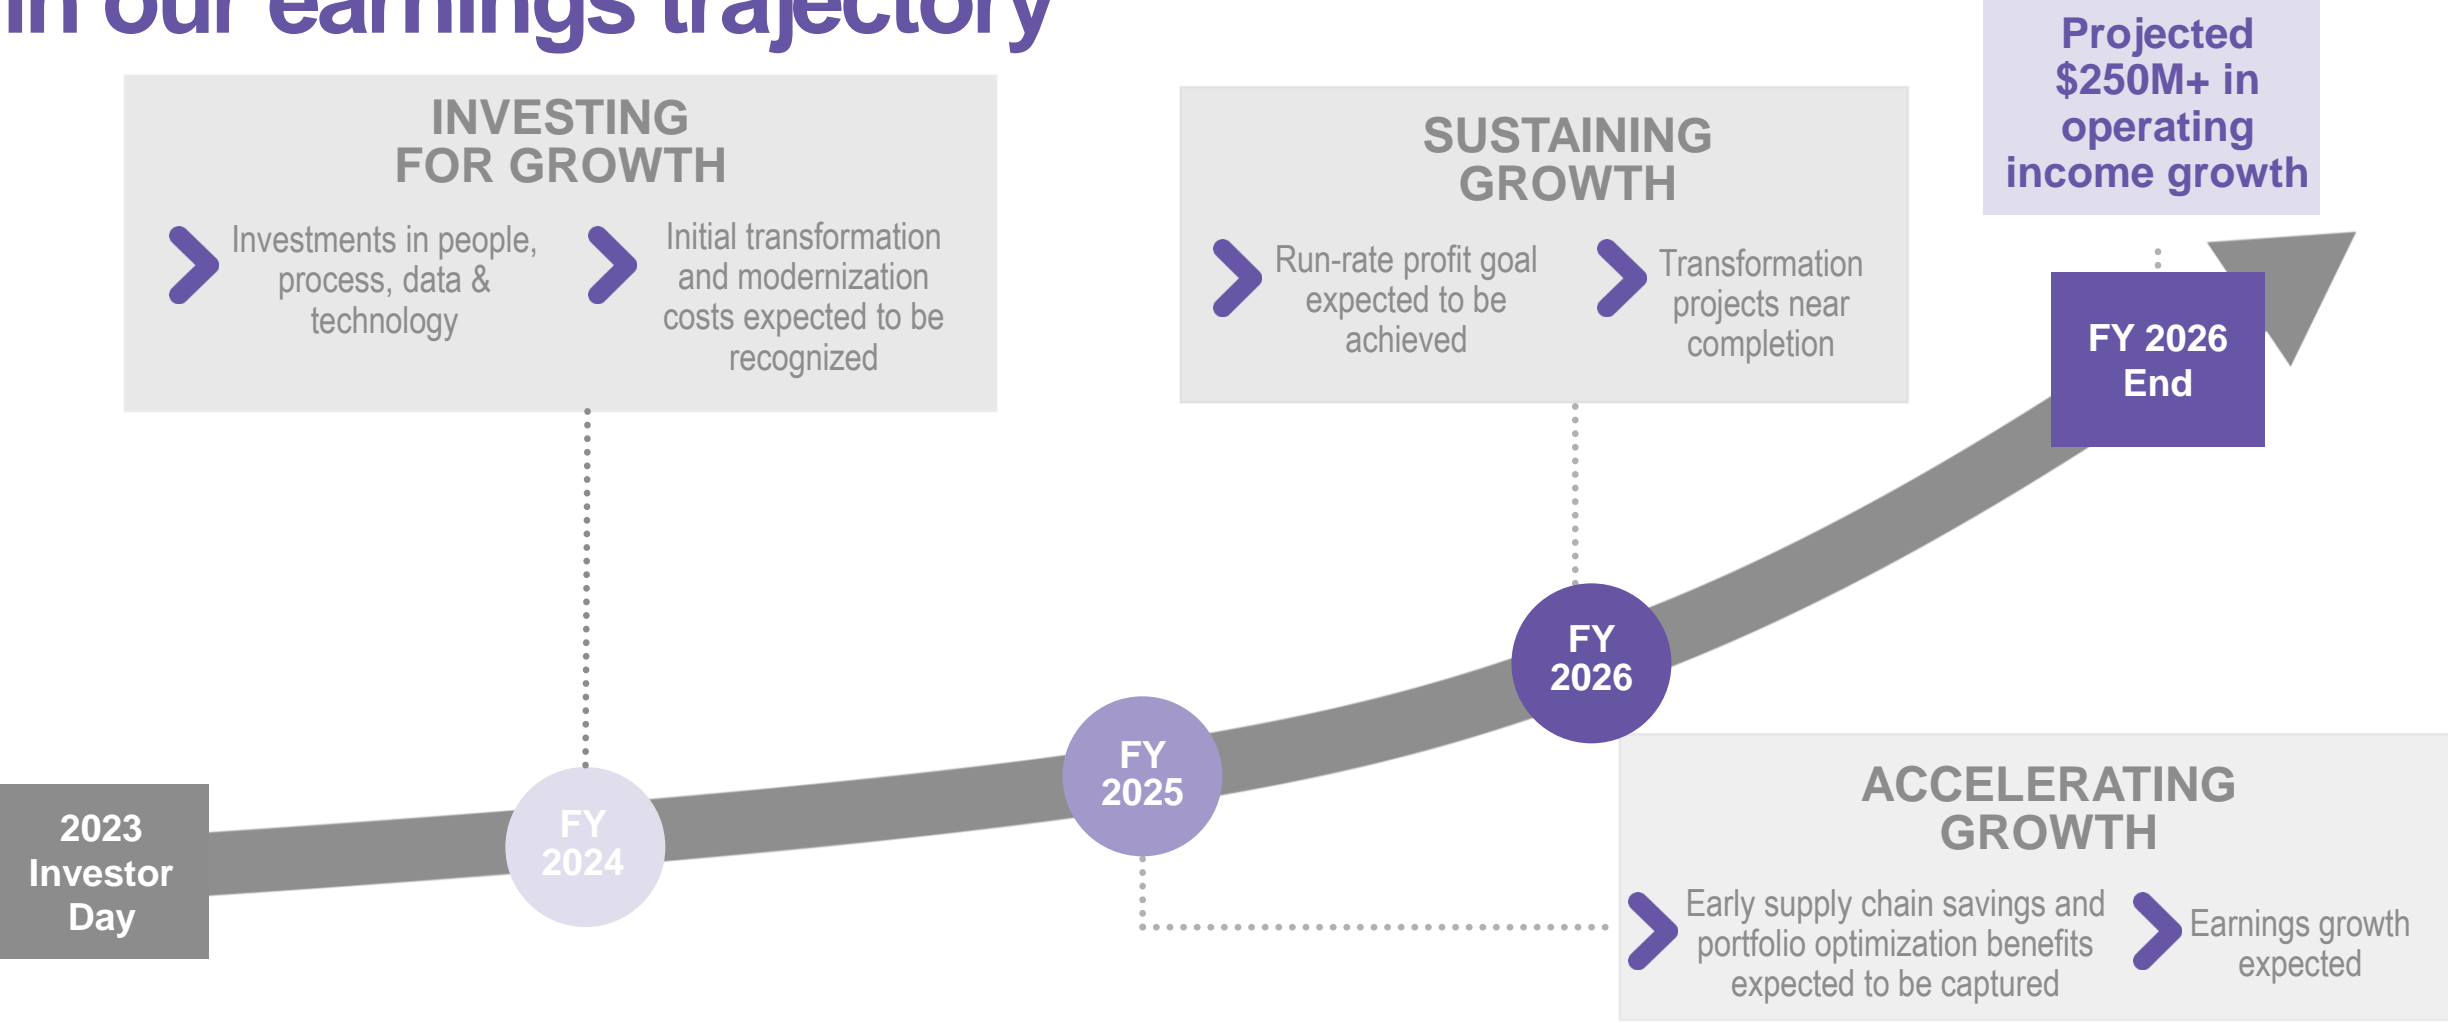 in our earnings trajectory
Projected
$250M+ in
operating
income growth
INVESTING
FOR GROWTH
Investments in people,
process, data &
technology
Initial transformation
and modernization
costs expected to be
recognized
SUSTAINING
GROWTH
Run-rate profit goal
expected to be
achieved
Transformation
projects near
completion
FY 2026
End
FY
2026
FY
2025
FY
2024
2023
Investor
Day
ACCELERATING
GROWTH
Early supply chain savings and
portfolio optimization benefits
expected to be captured
Earnings growth
expected